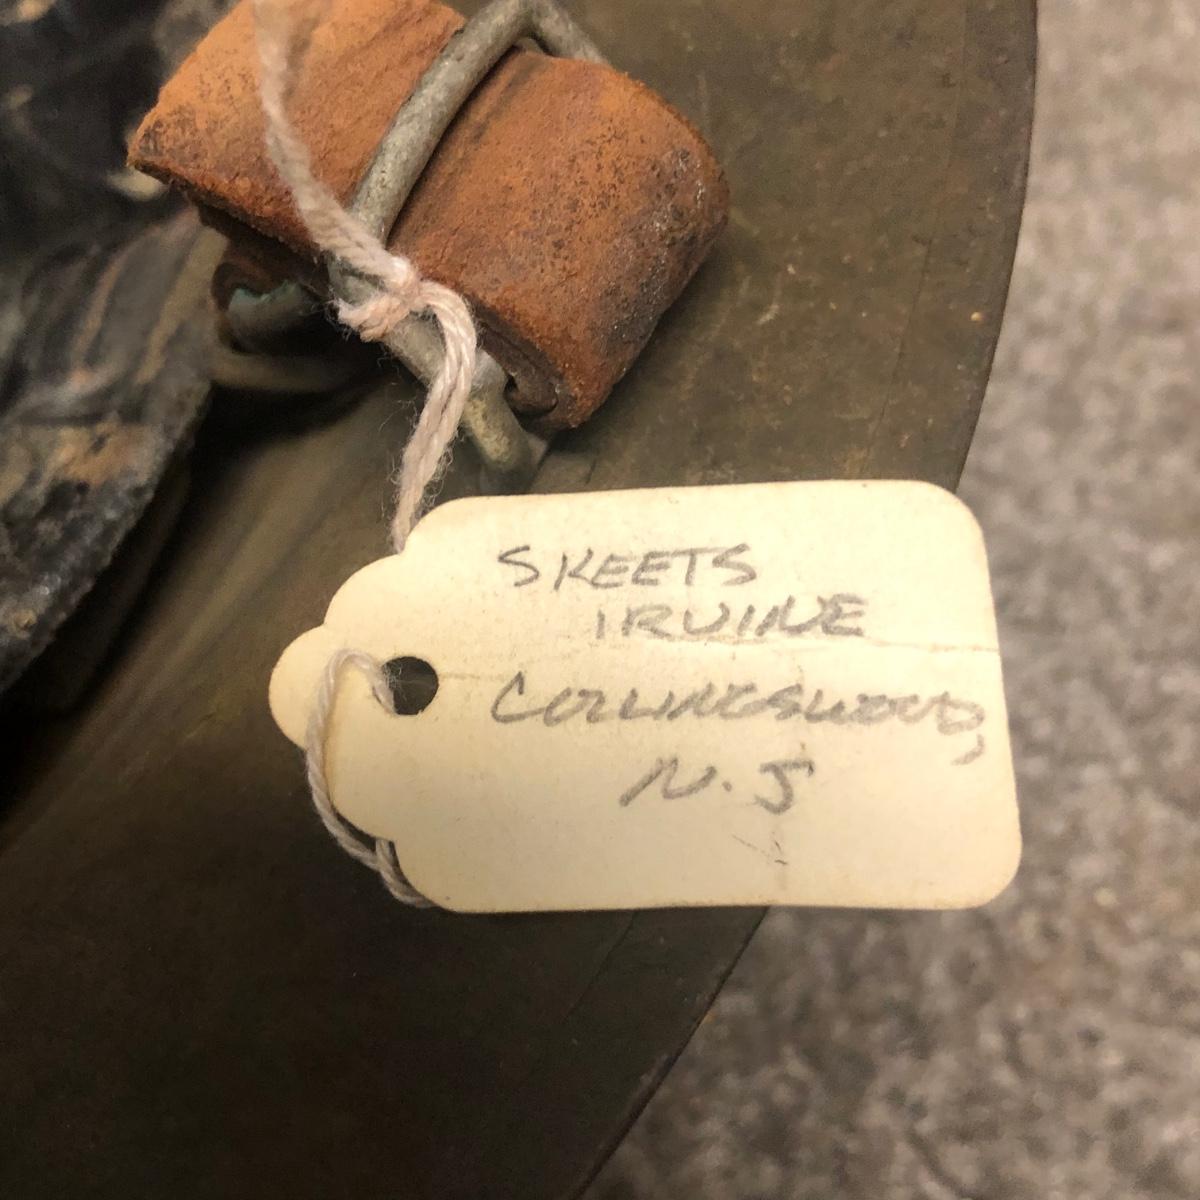 SKEETS
IRVINE
COLLINGSWOOD,
N.J